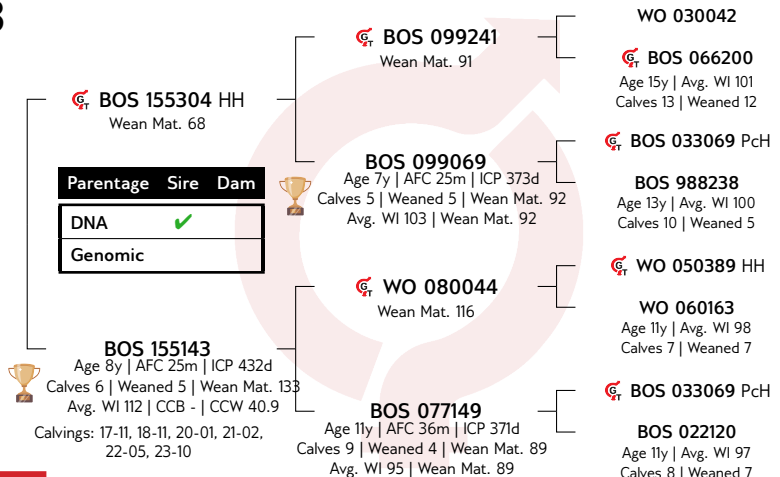 3
BOS 155304 HH
Wean Mat. 68
Parentage Sire Dam
DNA ✔
Genomic
BOS 155143
Age 8y | AFC 25m | ICP 432d
Calves 6 | Weaned 5 | Wean Mat. 133
Avg. WI 112 | CCB - | CCW 40.9
Calvings: 17-11, 18-11, 20-01, 21-02,
22-05, 23-10
GT BOS 099241
Wean Mat. 91
BOS 099069
Age 7y | AFC 25m | ICP 373d
Calves 5 | Weaned 5 | Wean Mat. 92
Avg. WI 103 | Wean Mat. 92
GT WO 080044
Wean Mat. 116
BOS 077149
Age 11y | AFC 36m | ICP 371d
Calves 9 | Weaned 4 | Wean Mat. 89
Avg. WI 95 | Wean Mat. 89
WO 030042
GT BOS 066200
Age 15y | Avg. WI 101
Calves 13 | Weaned 12
GT BOS 033069 PcH
BOS 988238
Age 13y | Avg. WI 100
Calves 10 | Weaned 5
GT WO 050389 HH
WO 060163
Age 11y | Avg. WI 98
Calves 7 | Weaned 7
GT BOS 033069 PcH
BOS 022120
Age 11y | Avg. WI 97
Calves 8 | Weaned 7